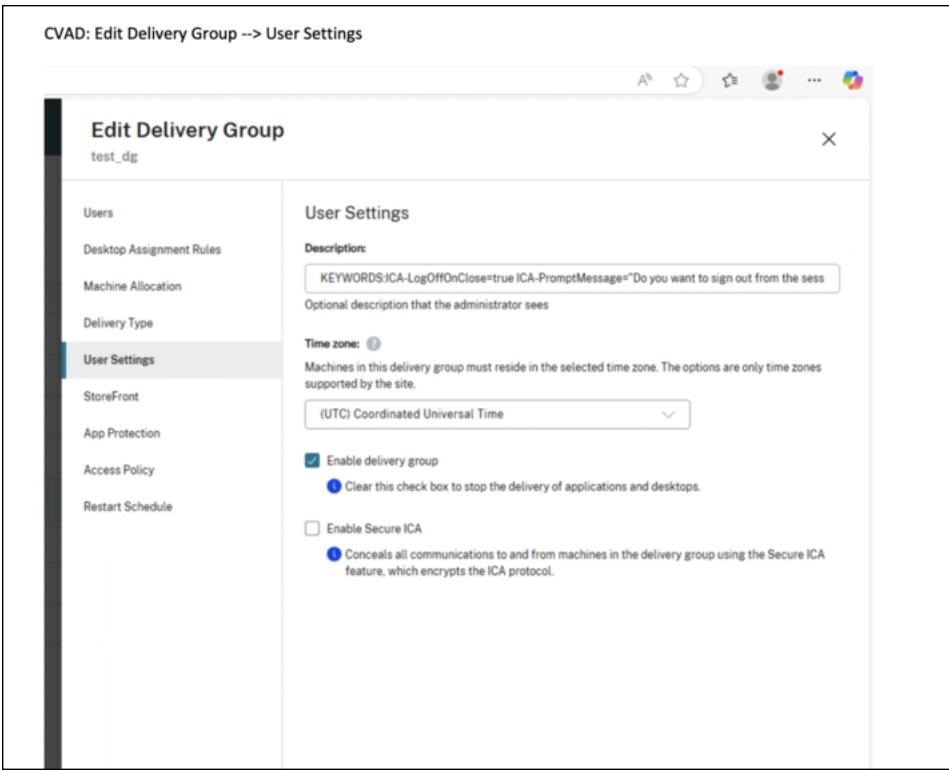 CVAD: Edit Delivery Group --> User Settings
Edit Delivery Group
test_dg
Users
Desktop Assignment Rules
Machine Allocation
Delivery Type
User Settings
StoreFront
App Protection
Access Policy
Restart Schedule
User Settings
Description:
KEYWORDS:ICA-LogOffOnClose=true ICA-PromptMessage="Do you want to sign out from the sess
Optional description that the administrator sees
Time zone:
Machines in this delivery group must reside in the selected time zone. The options are only time zones
supported by the site.
(UTC) Coordinated Universal Time
Enable delivery group
Clear this check box to stop the delivery of applications and desktops.
Enable Secure ICA
Conceals all communications to and from machines in the delivery group using the Secure ICA
feature, which encrypts the ICA protocol.